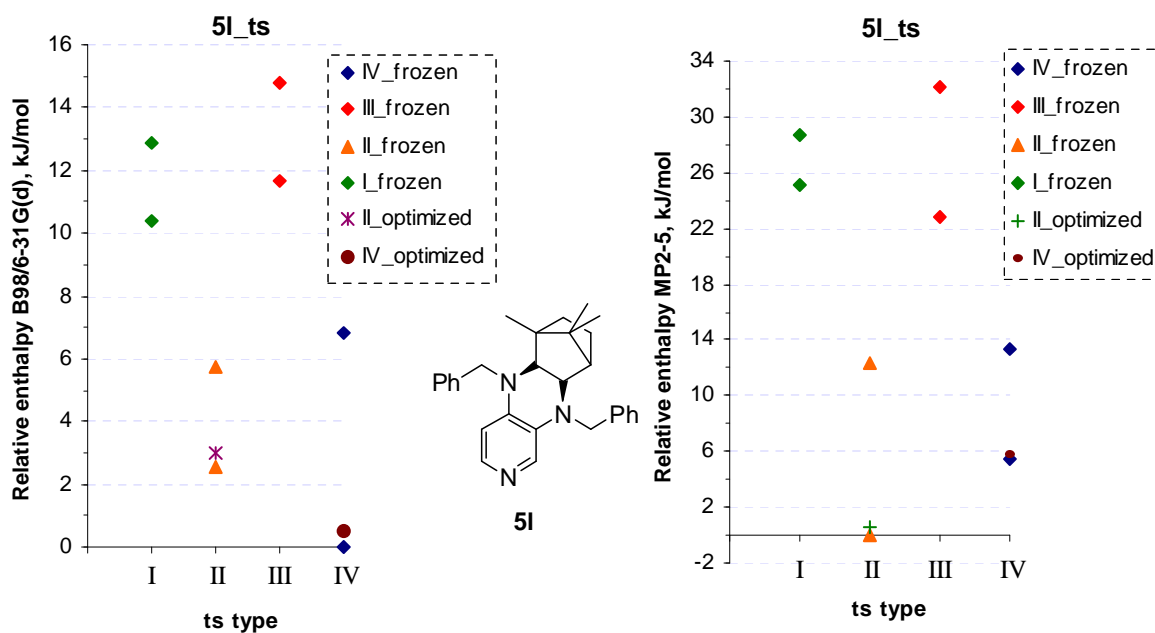 5l_ts
Relative enthalpy B98/6-31G(d), kJ/mol
16
14
12
10
8
6
4
2
0
I
II
III
IV
ts type
IV_frozen
III_frozen
II_frozen
I_frozen
II_optimized
IV_optimized
Ph
N
N
Ph
N
5l
5l_ts
Relative enthalpy MP2-5, kJ/mol
34
30
26
22
18
14
10
6
2
-2
I
II
III
IV
ts type
IV_frozen
III_frozen
II_frozen
I_frozen
II_optimized
IV_optimized